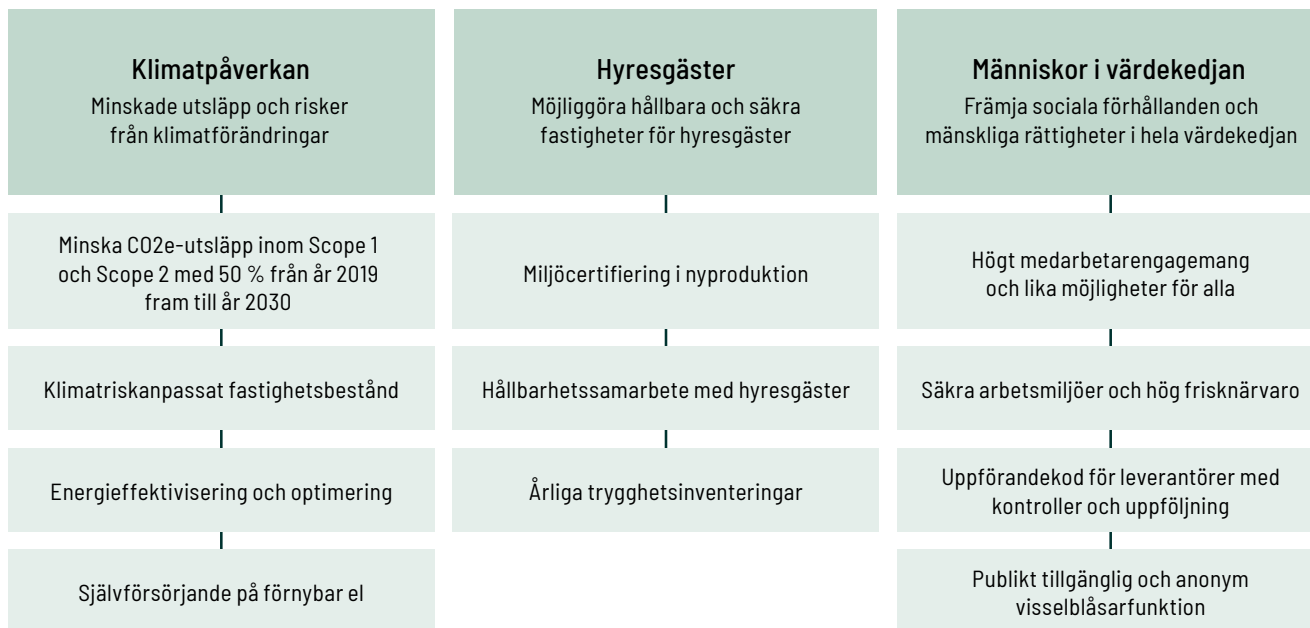 Klimatpåverkan
Minskade utsläpp och risker
från klimatförändringar
Minska CO2e-utsläpp inom Scope 1
och Scope 2 med 50 % från år 2019
fram till år 2030
Klimatriskanpassat fastighetsbestånd
Energieffektivisering och optimering
Självförsörjande på förnybar el
Hyresgäster
Möjliggöra hållbara och säkra
fastigheter för hyresgäster
Miljöcertifiering i nyproduktion
Hållbarhetssamarbete med hyresgäster
Årliga trygghetsinventeringar
Människor i värdekedjan
Främja sociala förhållanden och
mänskliga rättigheter i hela värdekedjan
Högt medarbetarengagemang
och lika möjligheter för alla
Säkra arbetsmiljöer och hög frisknärvaro
Uppförandekod för leverantörer med
kontroller och uppföljning
Publikt tillgänglig och anonym
visselblåsarfunktion